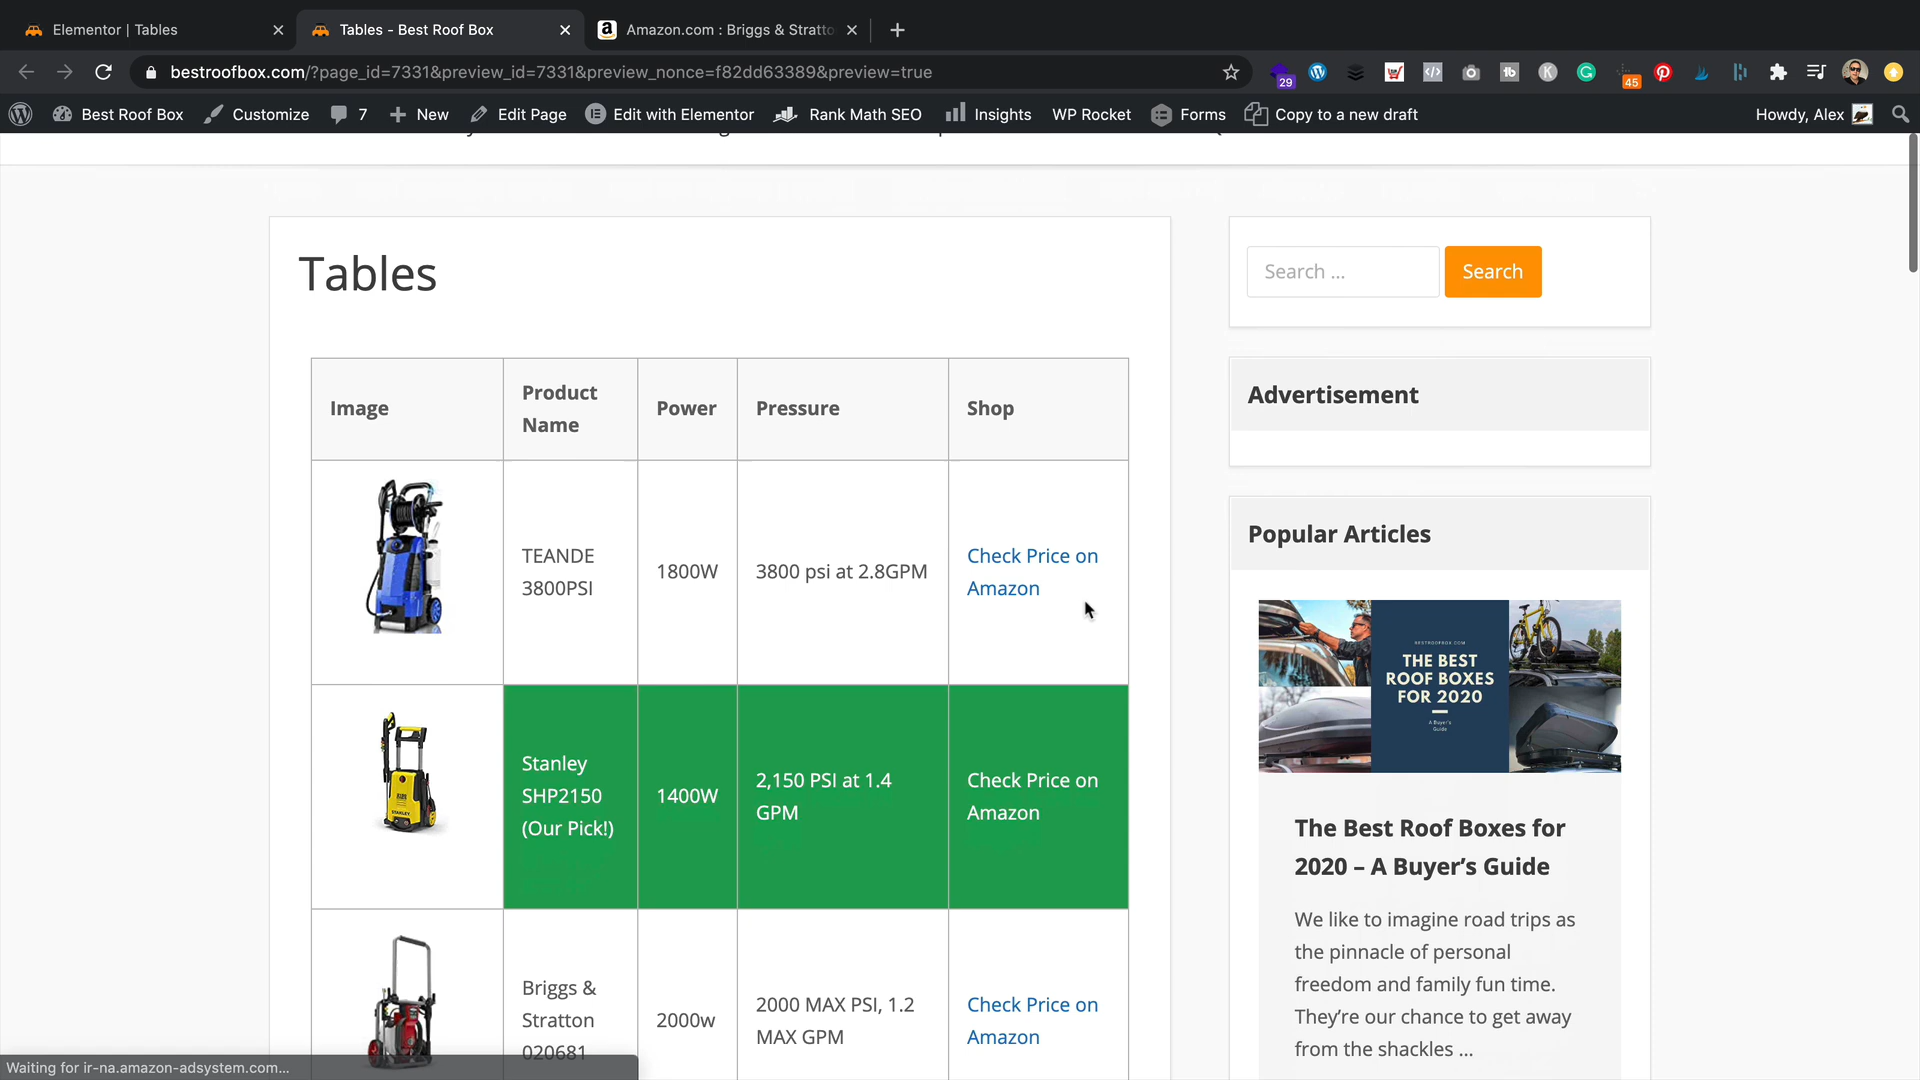 Elementor | Tables
Tables - Best Roof Box
Amazon.com : Briggs & Stratto
bestroofbox.com/?page_id=7331&preview_id=7331&preview_nonce=f82dd63389&preview=true
29
45
Best Roof Box
Customize
7
New
Edit Page
Edit with Elementor
Rank Math SEO
Insights
WP Rocket
Forms
Copy to a new draft
Howdy, Alex
Tables
Image
Product
Name
Power
Pressure
Shop
TEANDE
3800PSI
1800W
3800 psi at 2.8GPM
Check Price on
Amazon
Stanley
SHP2150
(Our Pick!)
1400W
2,150 PSI at 1.4
GPM
Check Price on
Amazon
Briggs &
Stratton
020681
2000w
2000 MAX PSI, 1.2
MAX GPM
Check Price on
Amazon
Search ...
Search
Advertisement
Popular Articles
BESTROOFBOX.COM
THE BEST
ROOF BOXES
FOR 2020
A Buyer's
Guide
The Best Roof Boxes for
2020 – A Buyer's Guide
We like to imagine road trips as
the pinnacle of personal
freedom and family fun time.
They're our chance to get away
from the shackles ...
Waiting for ir-na.amazon-adsystem.com...